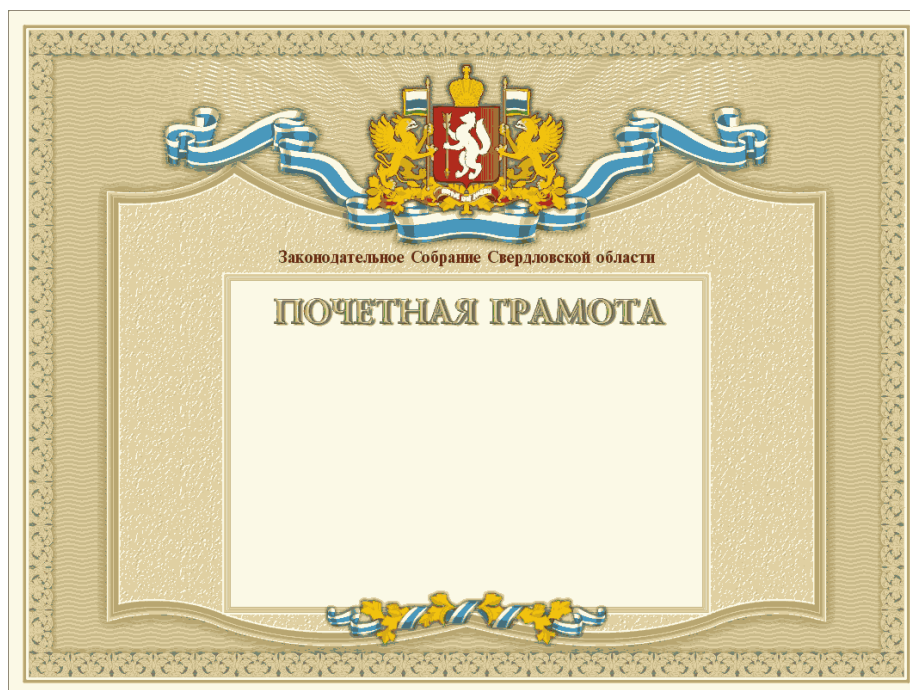 Законодательное Собрание Свердловской области
ПОЧЕТНАЯ ГРАМОТА